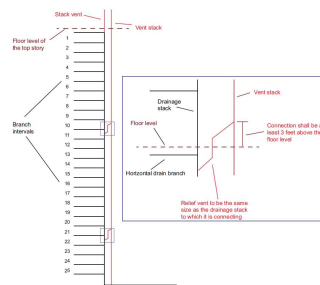 Stack vent
Vent stack
Floor level of
the top story
1
2
3
4
5
6
7
8
9
10
11
12
13
14
15
16
17
18
19
20
21
22
23
24
25
Branch
intervals
Drainage
stack
Vent stack
Floor level
Connection shall be a
least 3 feet above the
floor level
Horizontal drain branch
Relief vent to be the same
size as the drainage stack
to which it is connecting